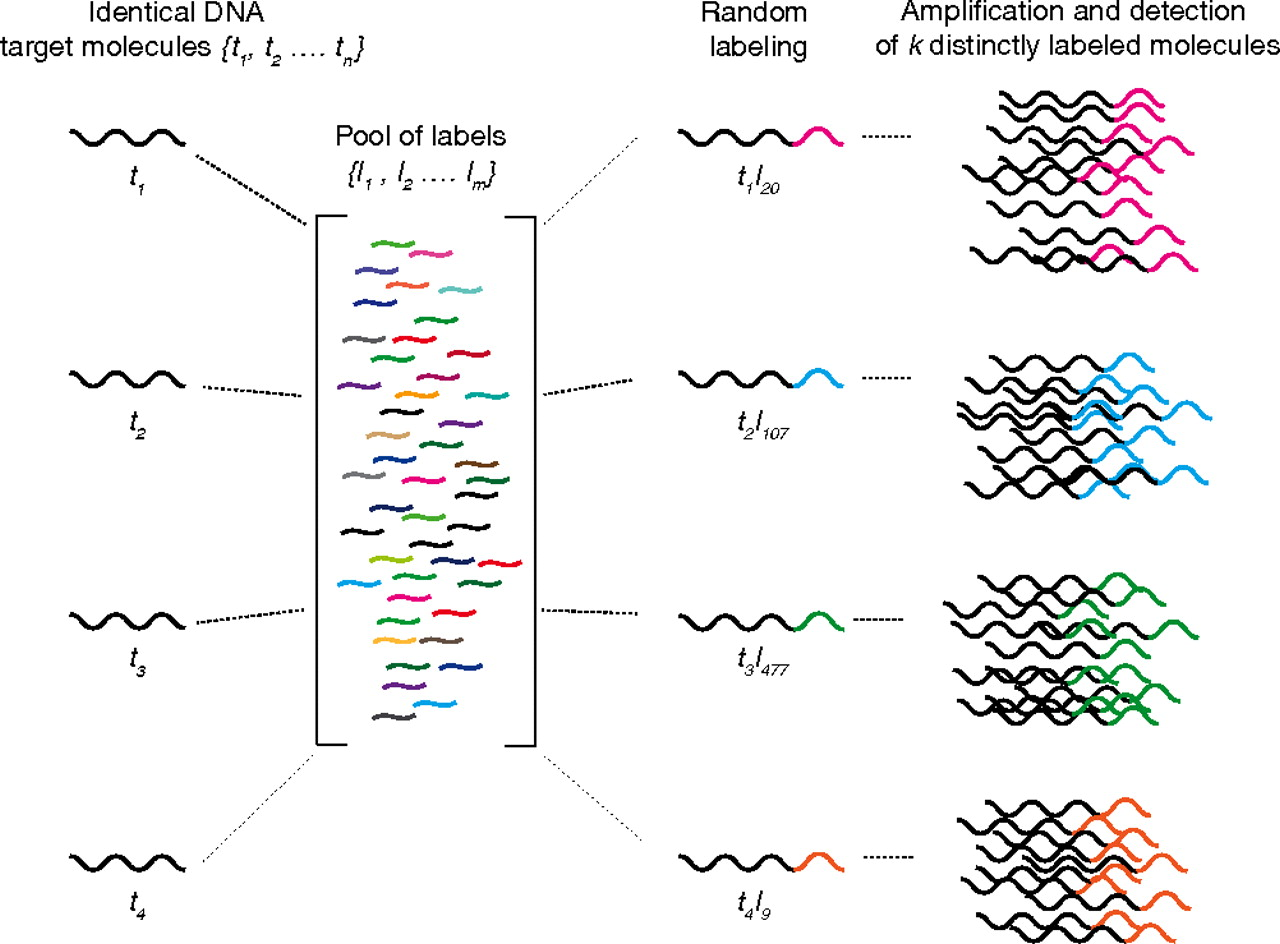 Identical DNA
target molecules {t1, t2 .... tn}
Random
labeling
Amplification and detection
of k distinctly labeled molecules
Pool of labels
{l1 , l2 .... lm}
t1
t1l20
t2
t2l107
t3
t3l477
t4
t4l9